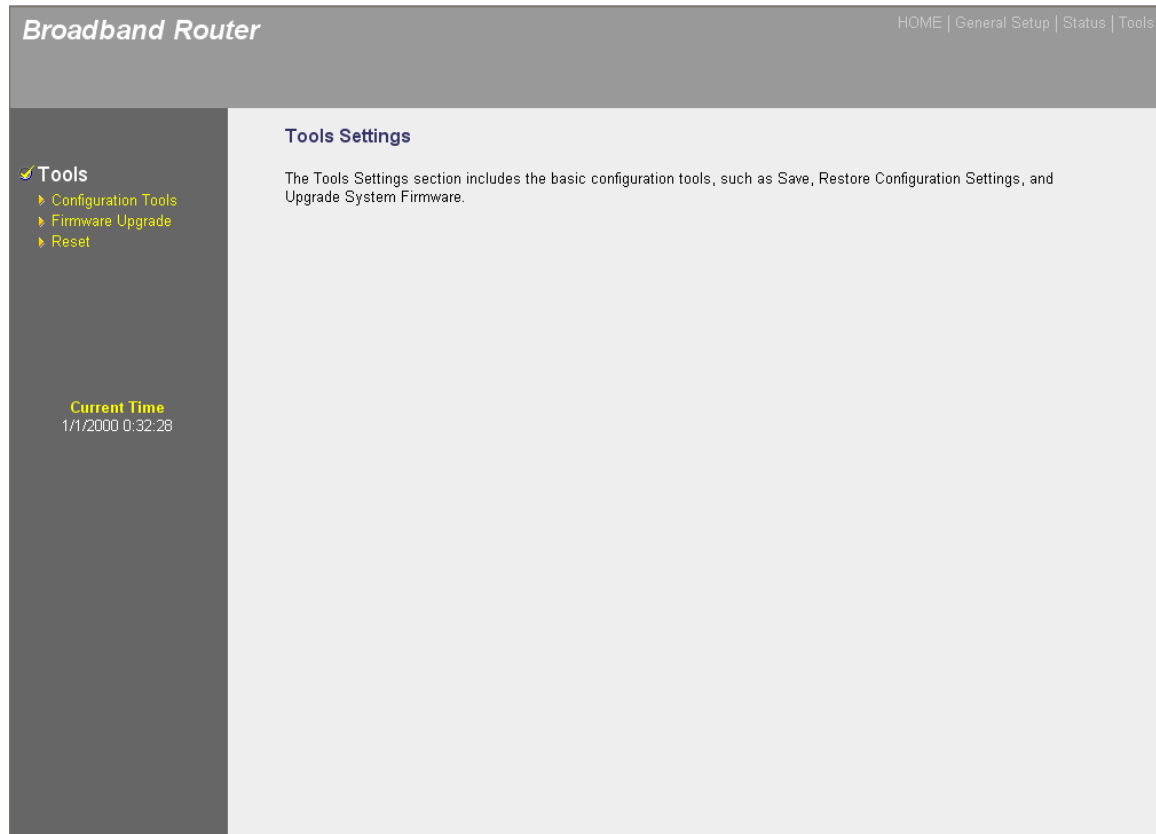 Broadband Router
HOME | General Setup | Status | Tools
Tools
Configuration Tools
Firmware Upgrade
Reset
Current Time
1/1/2000 0:32:28
Tools Settings
The Tools Settings section includes the basic configuration tools, such as Save, Restore Configuration Settings, and
Upgrade System Firmware.